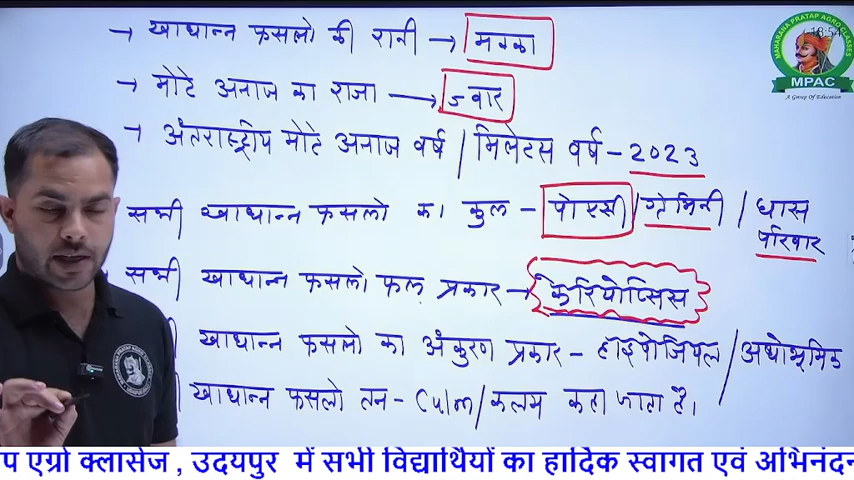 → खाद्यान्न फसलो की रानी → मक्का
→ मोटे अनाज का राजा → ज्वार
→ अंतराष्ट्रीय मोटे अनाज वर्ष / मिलेटस वर्ष - 2023
सभी खाद्यान्न फसलो का कुल - पोएसी / ग्रेमिनी / घास परिवार
सभी खाद्यान्न फसलो फल प्रकार → केरियोप्सिस
खाद्यान्न फसलो का अंकुरण प्रकार - हाइपोजियल / अधोभूमिक
खाद्यान्न फसलो तन - Culm / कलम कहा जाता है।
MAHARANA PRATAP AGRO CLASSES
MPAC
A Group Of Education
प एग्रो क्लासेज , उदयपुर में सभी विद्यार्थियों का हार्दिक स्वागत एवं अभिनंदन